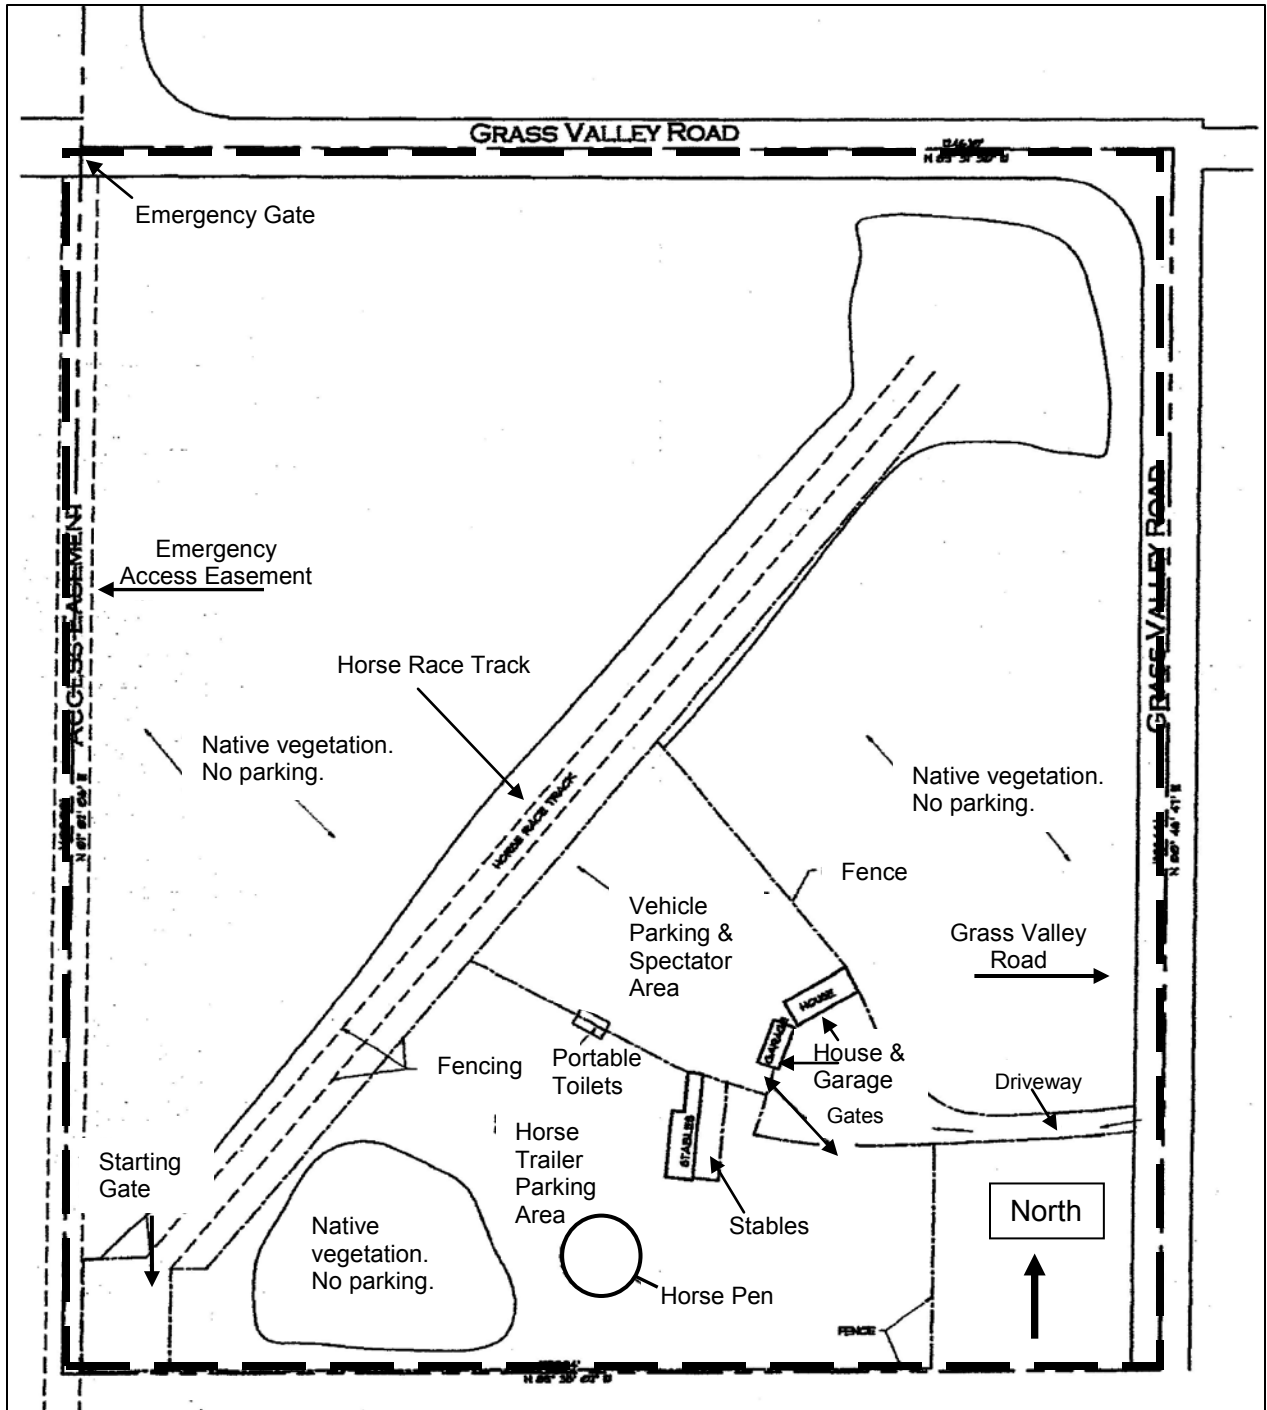 GRASS VALLEY ROAD
Emergency Gate
Emergency
Access Easement
ACCESS EASEMENT
GRASS VALLEY ROAD
Horse Race Track
HORSE RACE TRACK
Native vegetation.
No parking.
Native vegetation.
No parking.
Fence
Vehicle
Parking &
Spectator
Area
Grass Valley
Road
HOUSE
GARAGE
House &
Garage
Fencing
Portable
Toilets
Driveway
Gates
STABLES
Horse
Trailer
Parking
Area
Starting
Gate
Native
vegetation.
No parking.
Stables
North
Horse Pen
FENCE